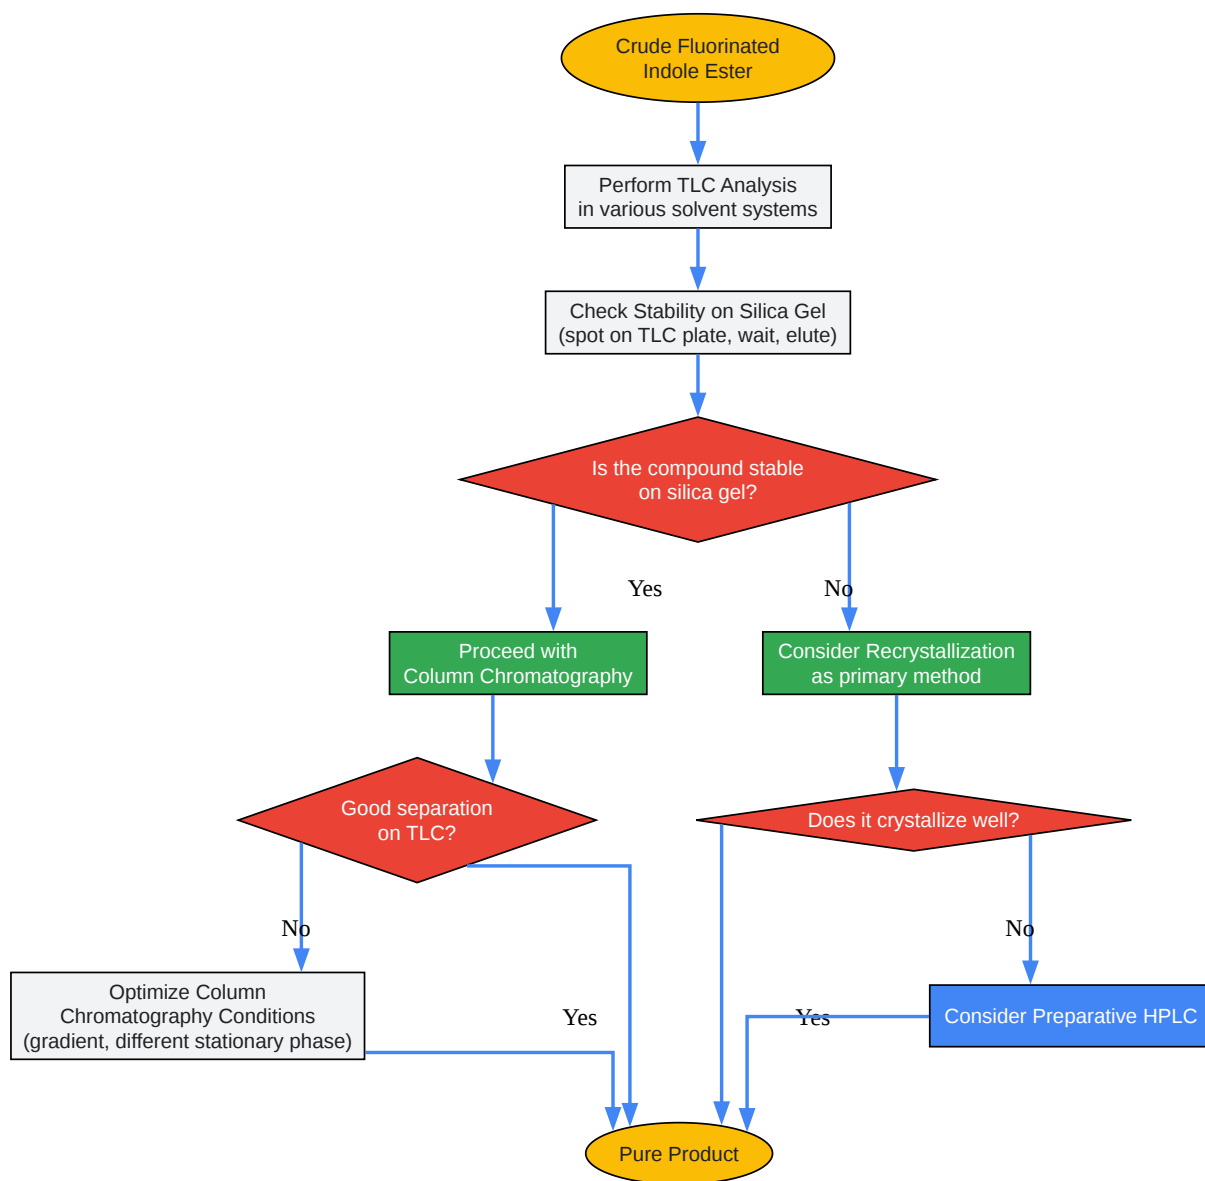 Crude Fluorinated
Indole Ester
Perform TLC Analysis
in various solvent systems
Check Stability on Silica Gel
(spot on TLC plate, wait, elute)
Is the compound stable
on silica gel?
Yes
No
Proceed with
Column Chromatography
Consider Recrystallization
as primary method
Good separation
on TLC?
Does it crystallize well?
No
No
Optimize Column
Chromatography Conditions
(gradient, different stationary phase)
Yes
Yes
Consider Preparative HPLC
Pure Product